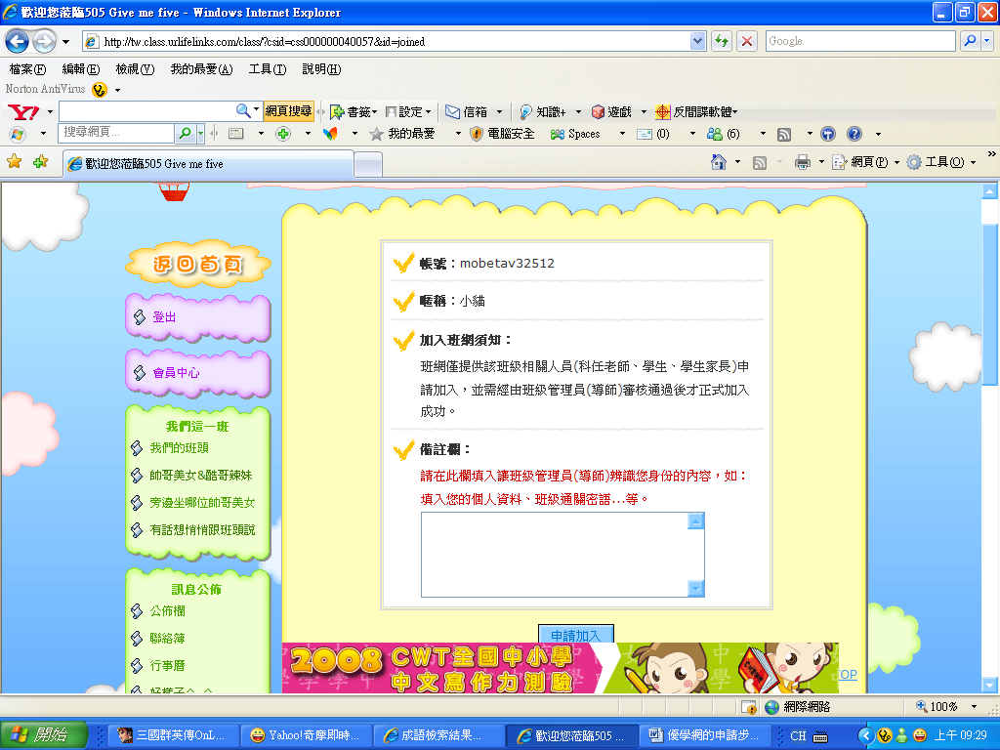 歡迎您蒞臨505 Give me five - Windows Internet Explorer
http://tw.class.urlifelinks.com/class/?csid=css000000040057&id=joined
Google
檔案(F) 編輯(E) 檢視(V) 我的最愛(A) 工具(T) 說明(H)
Norton AntiVirus
Y! 網頁搜尋 書籤 設定 信箱 知識+ 遊戲 反間諜軟體
搜尋網頁... 我的最愛 電腦安全 Spaces (0) (6)
歡迎您蒞臨505 Give me five
網頁(P) 工具(O)
返回首頁
登出
會員中心
我們這一班
我們的班頭
帥哥美女&酷哥辣妹
旁邊坐哪位帥哥美女
有話想悄悄跟班頭說
訊息公佈
公佈欄
聯絡簿
行事曆
好樣子^_^
帳號：mobetav32512
暱稱：小貓
加入班網須知：
班網僅提供該班級相關人員(科任老師、學生、學生家長)申
請加入，並需經由班級管理員(導師)審核通過後才正式加入
成功。
備註欄：
請在此欄填入讓班級管理員(導師)辨識您身份的內容，如：
填入您的個人資料、班級通關密語...等。
申請加入
2008 CWT全國中小學
中文寫作力測驗
TOP
網際網路 100%
開始 三國群英傳OnL... Yahoo!奇摩即時... 成語檢索結果... 歡迎您蒞臨505 ... 優學網的申請步... CH 上午 09:29